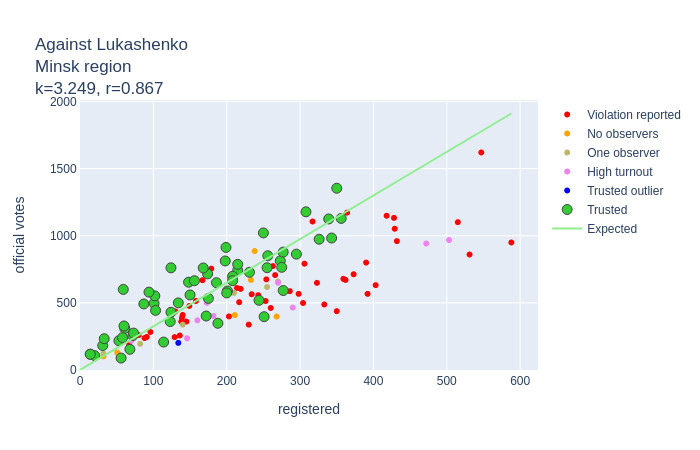 Against Lukashenko
Minsk region
k=3.249, r=0.867
2000
1500
1000
500
0
official votes
0 100 200 300 400 500 600
registered
Violation reported
No observers
One observer
High turnout
Trusted outlier
Trusted
Expected